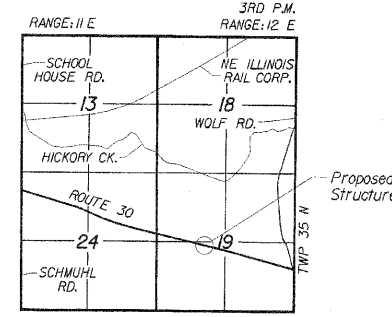 3RD P.M.
RANGE: 11 E
RANGE: 12 E
SCHOOL
HOUSE RD.
NE ILLINOIS
RAIL CORP.
13
18
WOLF RD.
HICKORY CK.
Proposed
Structure
ROUTE 30
TWP 35 N
24
19
SCHMUHL
RD.